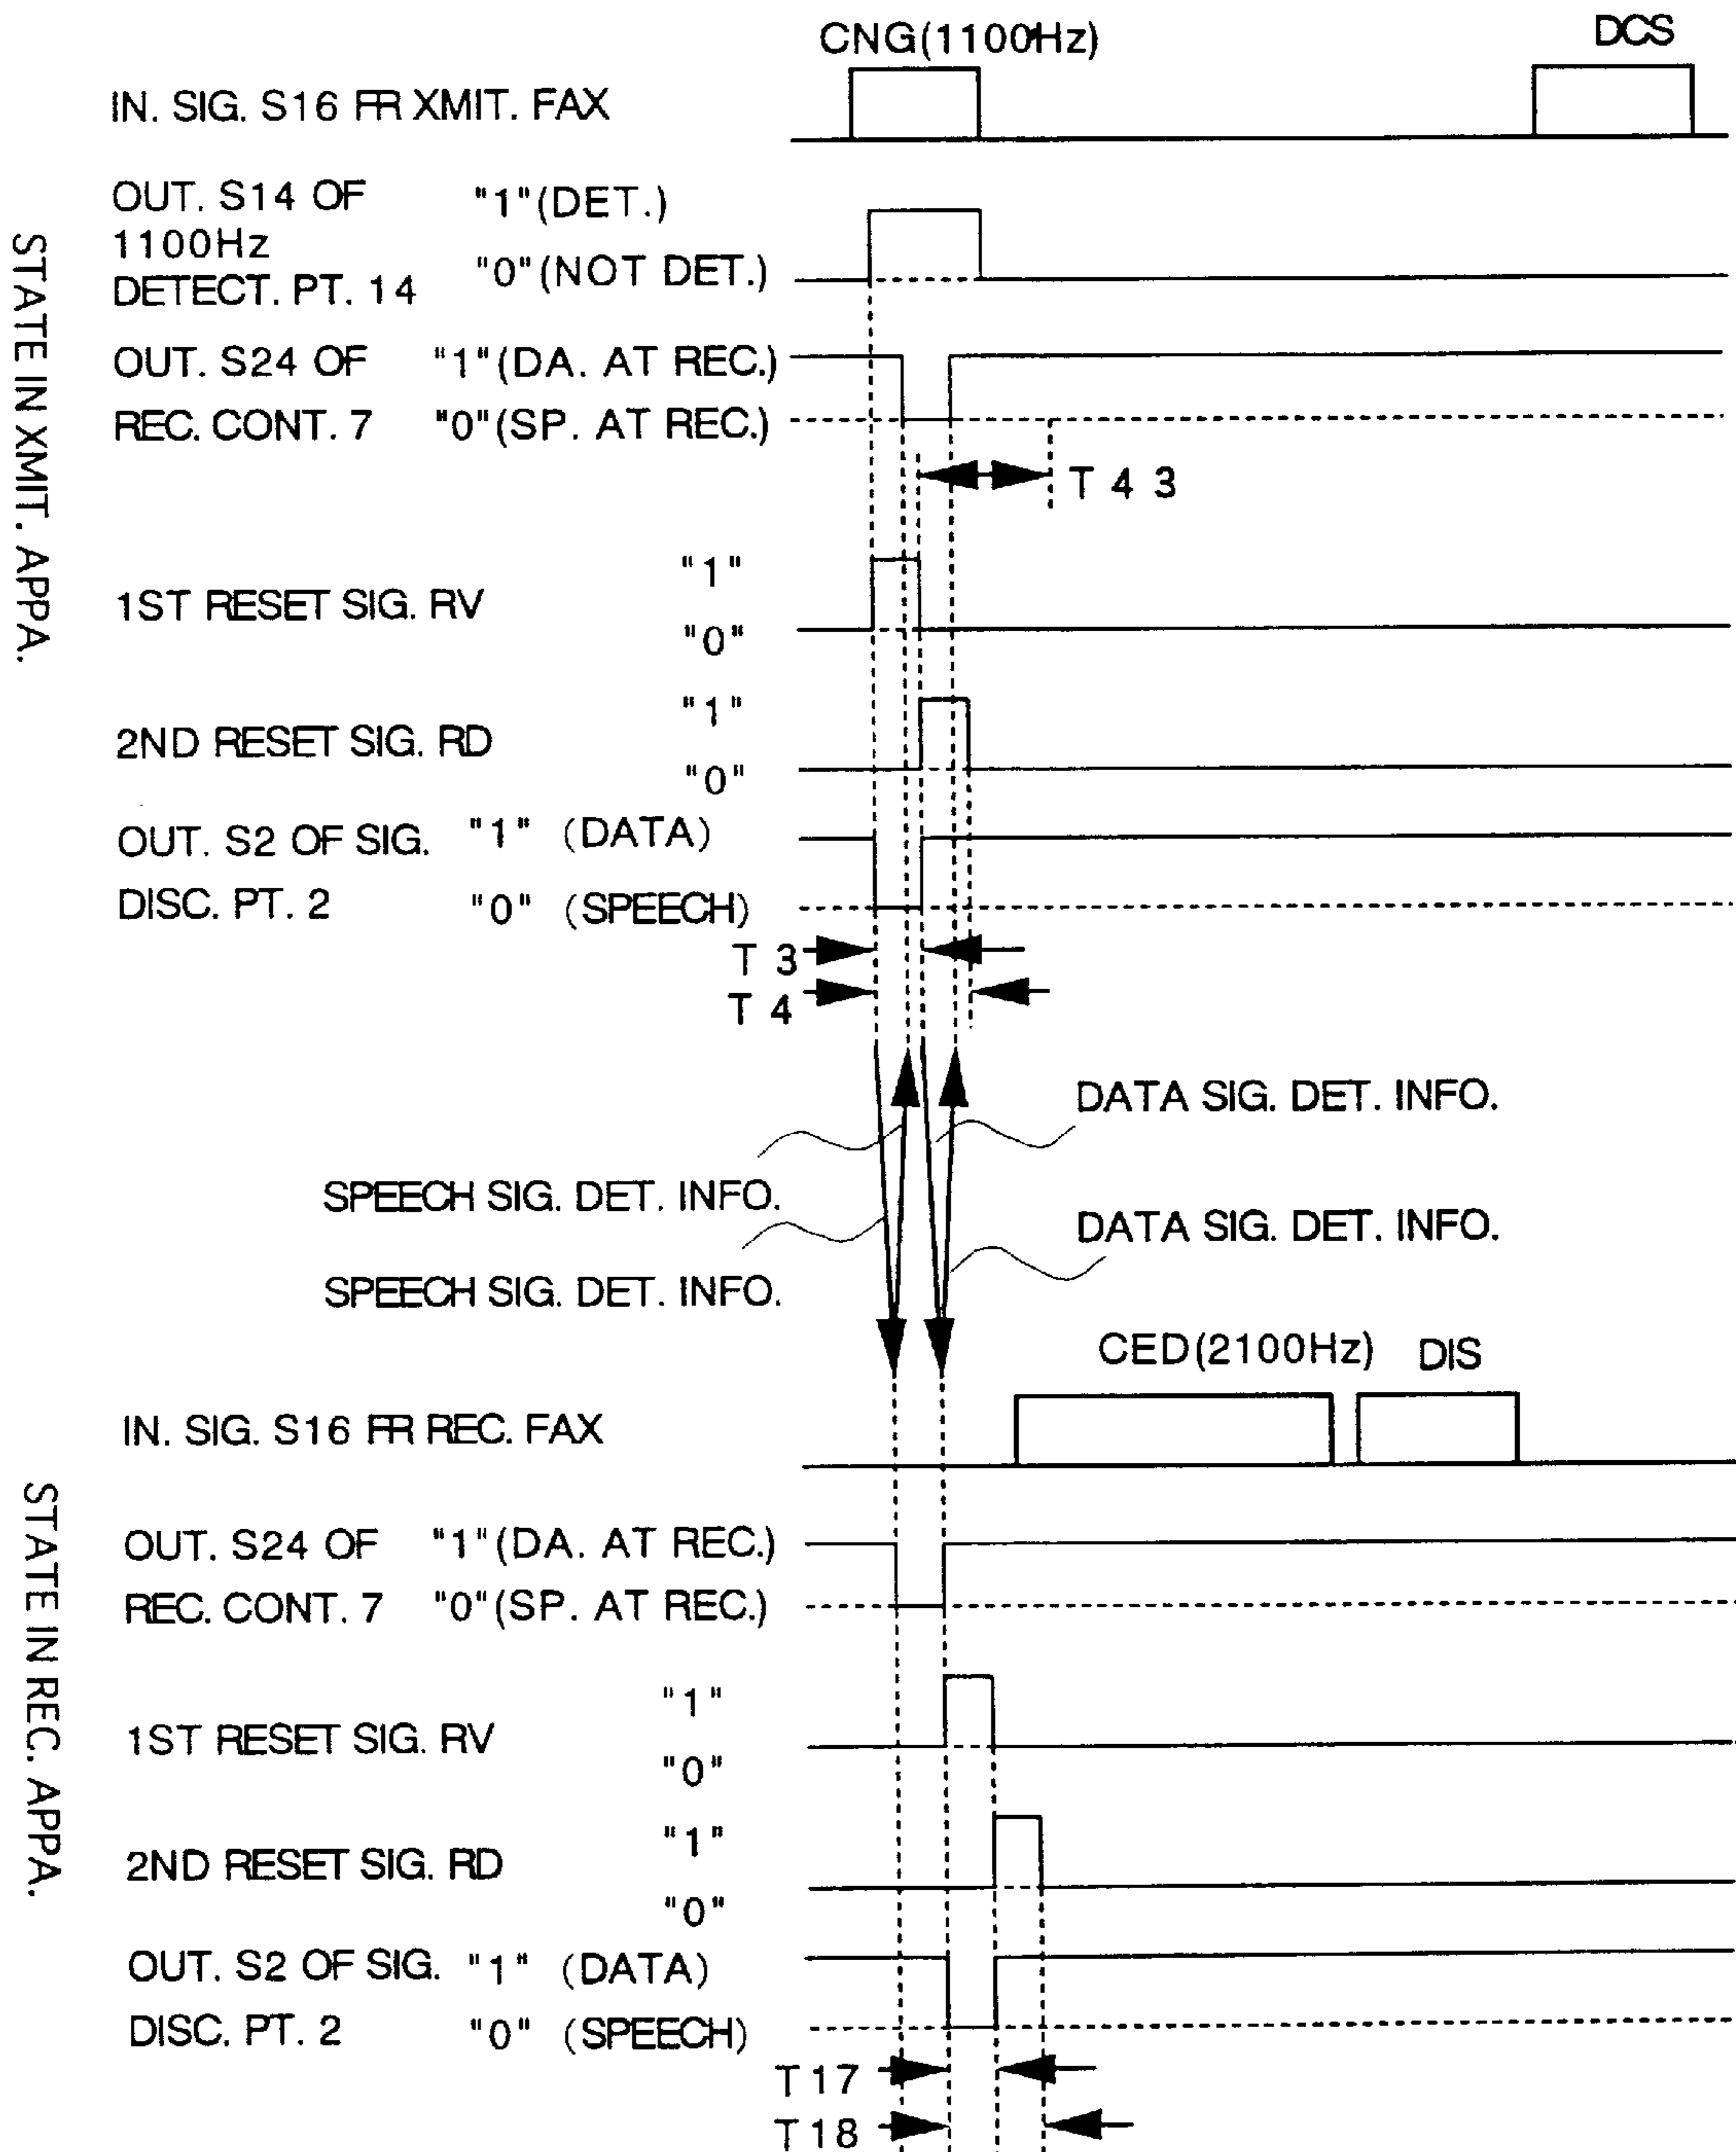 CNG(1100Hz) DCS
IN. SIG. S16 FR XMIT. FAX
OUT. S14 OF "1"(DET.)
1100Hz
DETECT. PT. 14 "0"(NOT DET.)
OUT. S24 OF "1"(DA. AT REC.)
REC. CONT. 7 "0"(SP. AT REC.)
T 4 3
"1"
1ST RESET SIG. RV
"0"
"1"
2ND RESET SIG. RD
"0"
OUT. S2 OF SIG. "1" (DATA)
DISC. PT. 2 "0" (SPEECH)
T 3
T 4
STATE IN XMIT. APPA.
DATA SIG. DET. INFO.
SPEECH SIG. DET. INFO.
DATA SIG. DET. INFO.
SPEECH SIG. DET. INFO.
CED(2100Hz) DIS
IN. SIG. S16 FR REC. FAX
OUT. S24 OF "1"(DA. AT REC.)
REC. CONT. 7 "0"(SP. AT REC.)
"1"
1ST RESET SIG. RV
"0"
"1"
2ND RESET SIG. RD
"0"
OUT. S2 OF SIG. "1" (DATA)
DISC. PT. 2 "0" (SPEECH)
T17
T18
STATE IN REC. APPA.